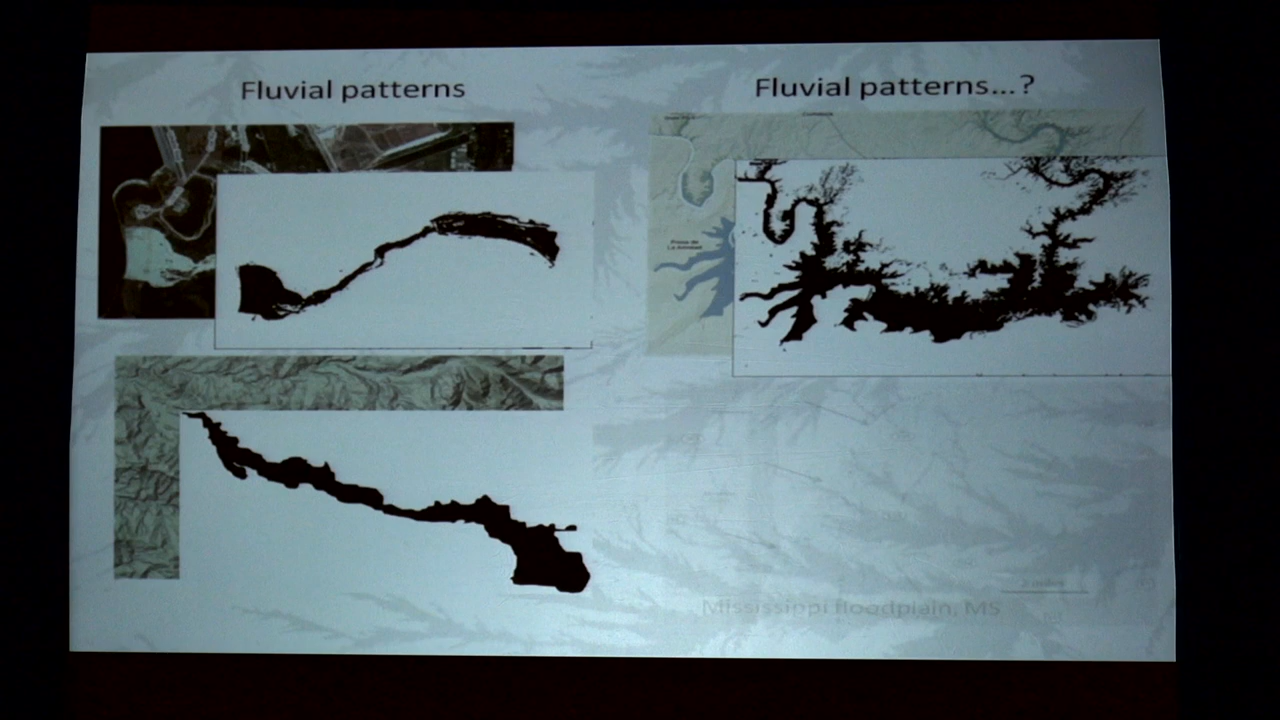 Fluvial patterns
Fluvial patterns...?
Presa de
La Amistad
Mississippi floodplain, MS